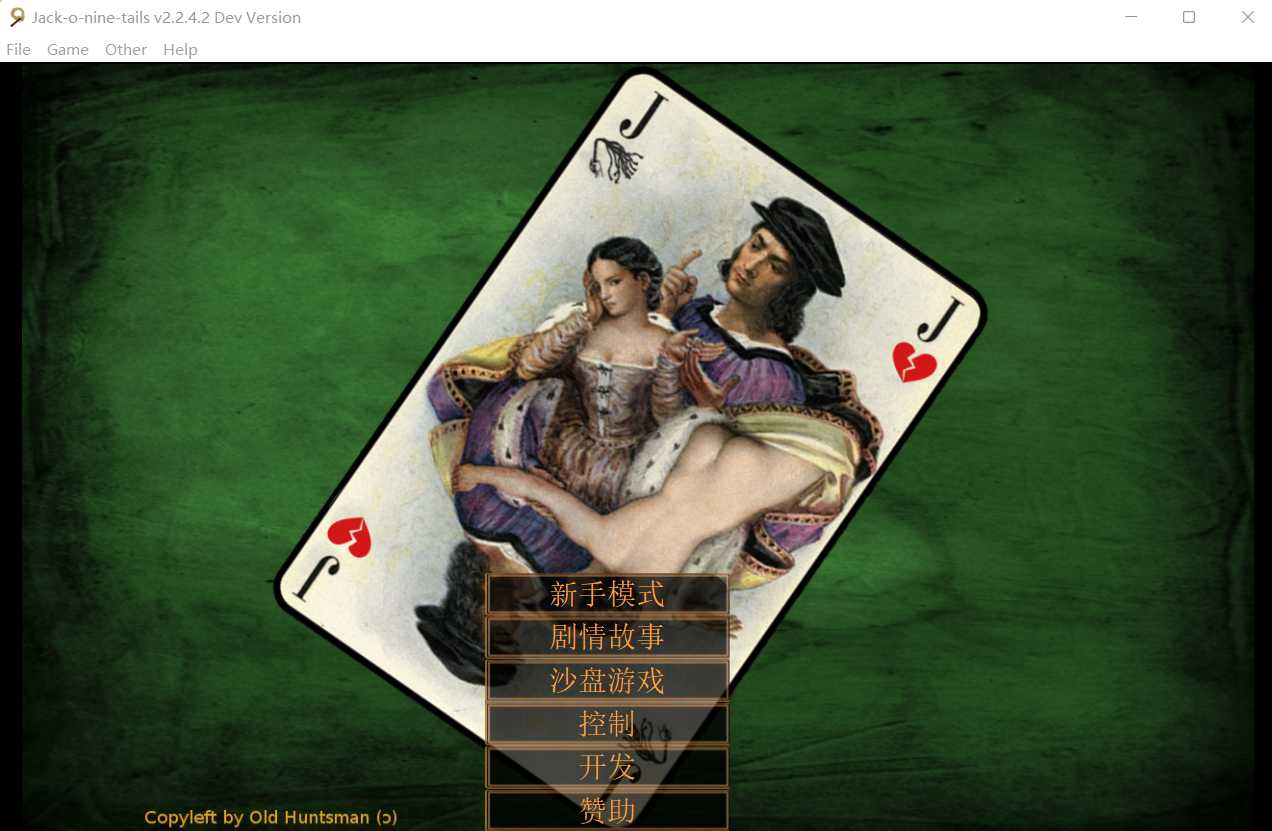 Jack-o-nine-tails v2.2.4.2 Dev Version
File Game Other Help
J
J
J
新手模式
剧情故事
沙盘游戏
控制
开发
赞助
Copyleft by Old Huntsman (ɔ)